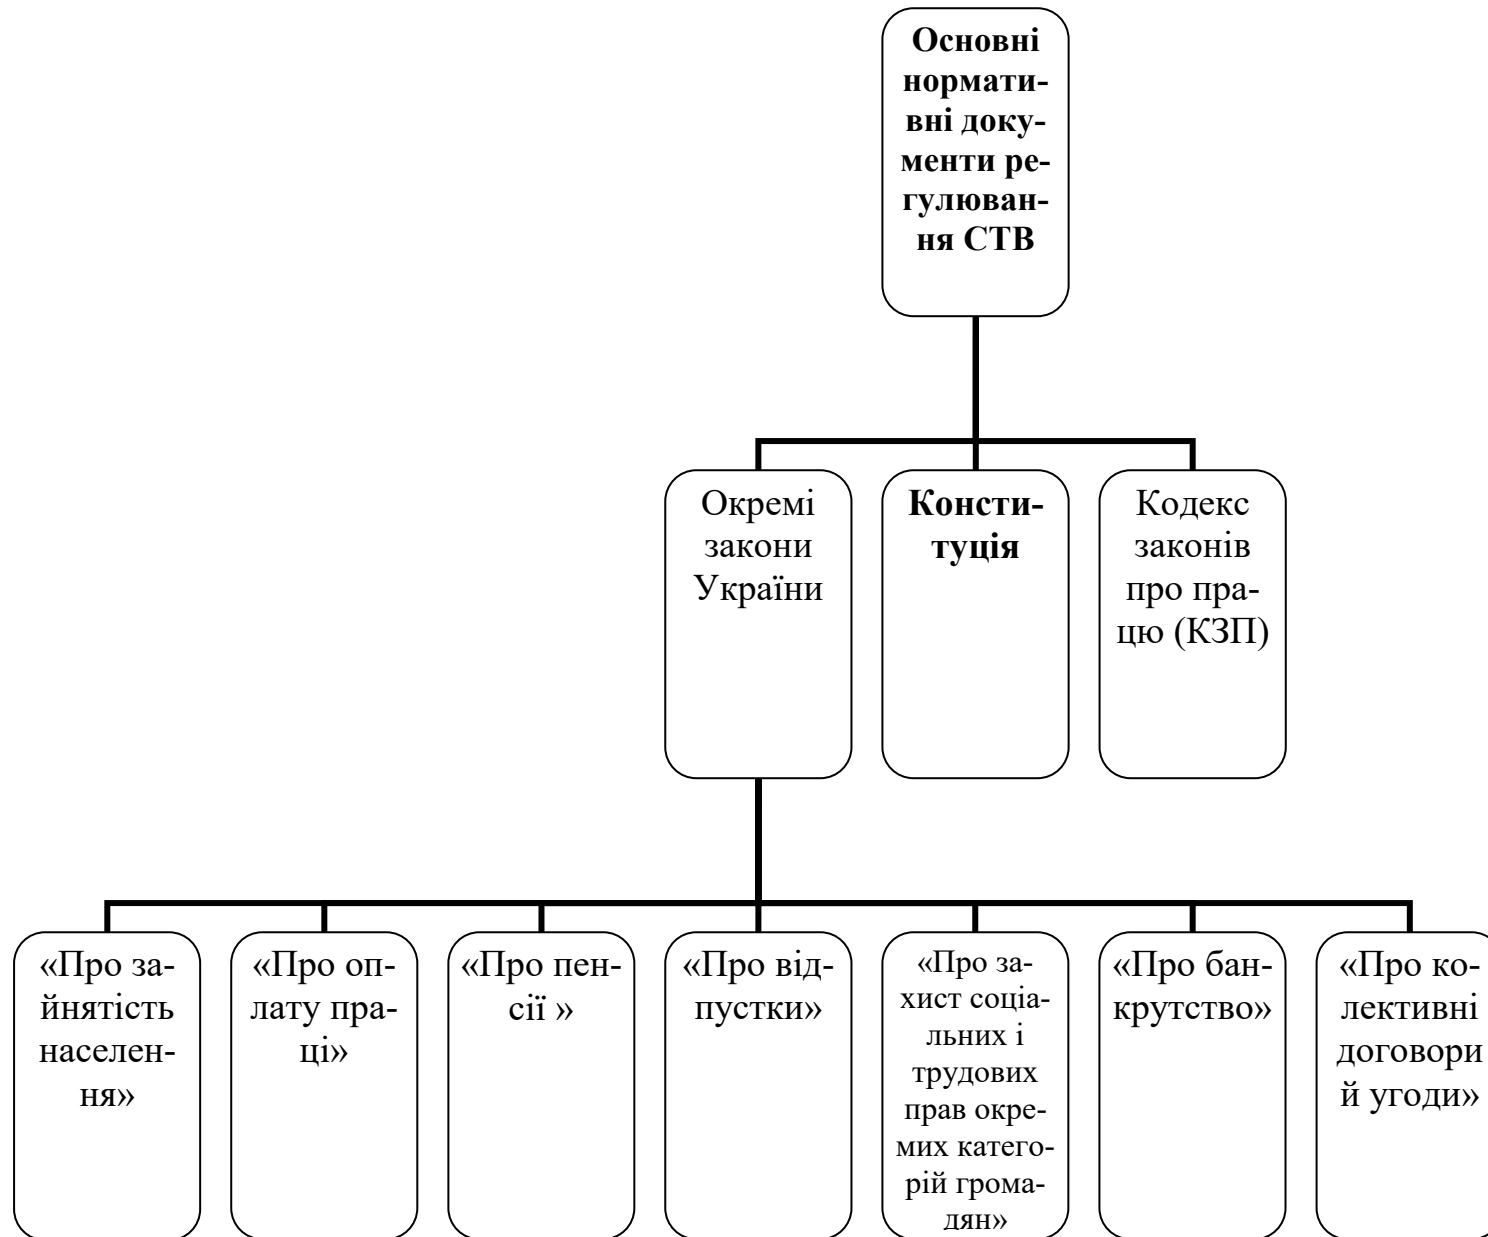 Основні
нормати-
вні доку-
менти ре-
гулюван-
ня СТВ
Окремі
закони
України
Консти-
туція
Кодекс
законів
про пра-
цю (КЗП)
«Про за-
йнятість
населен-
ня»
«Про оп-
лату пра-
ці»
«Про пен-
сії »
«Про від-
пустки»
«Про за-
хист соціа-
льних і
трудових
прав окре-
мих катего-
рій грома-
дян»
«Про бан-
крутство»
«Про ко-
лективні
договори
й угоди»